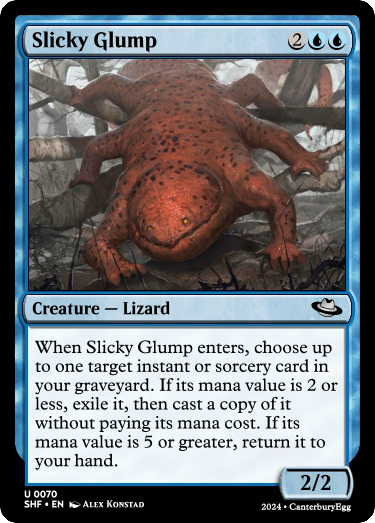 Slicky Glump 2
Creature — Lizard
When Slicky Glump enters, choose up
to one target instant or sorcery card in
your graveyard. If its mana value is 2 or
less, exile it, then cast a copy of it
without paying its mana cost. If its
mana value is 5 or greater, return it to
your hand.
2/2
U 0070
SHF • EN Alex Konstad
2024 • CanterburyEgg